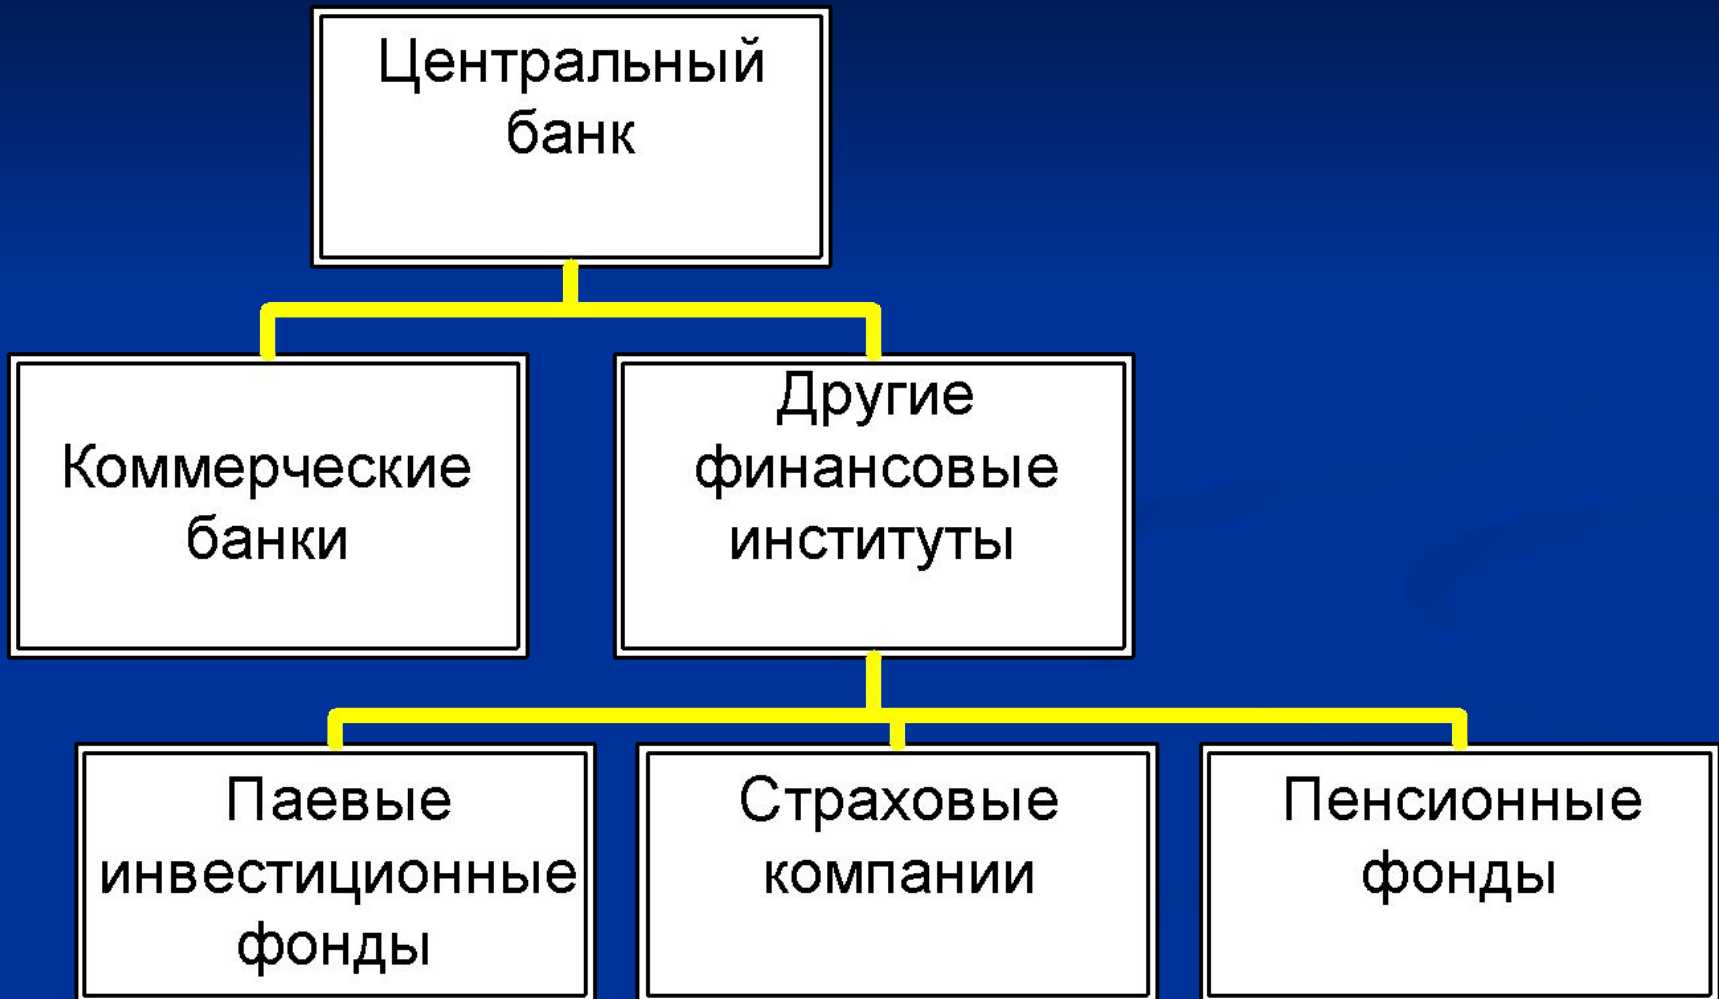 Центральный
банк
Коммерческие
банки
Другие
финансовые
институты
Паевые
инвестиционные
фонды
Страховые
компании
Пенсионные
фонды